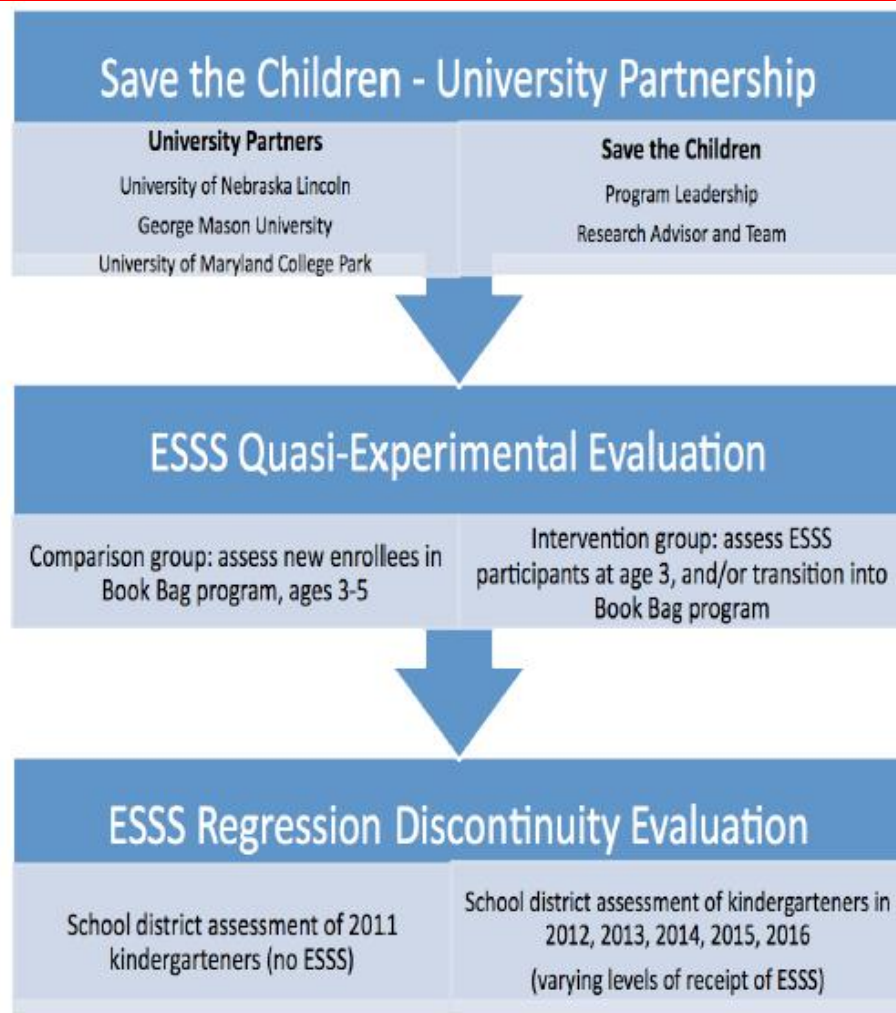 Save the Children - University Partnership
University Partners
University of Nebraska Lincoln
George Mason University
University of Maryland College Park
Save the Children
Program Leadership
Research Advisor and Team
ESSS Quasi-Experimental Evaluation
Comparison group: assess new enrollees in
Book Bag program, ages 3-5
Intervention group: assess ESSS
participants at age 3, and/or transition into
Book Bag program
ESSS Regression Discontinuity Evaluation
School district assessment of 2011
kindergarteners (no ESSS)
School district assessment of kindergarteners in
2012, 2013, 2014, 2015, 2016
(varying levels of receipt of ESSS)